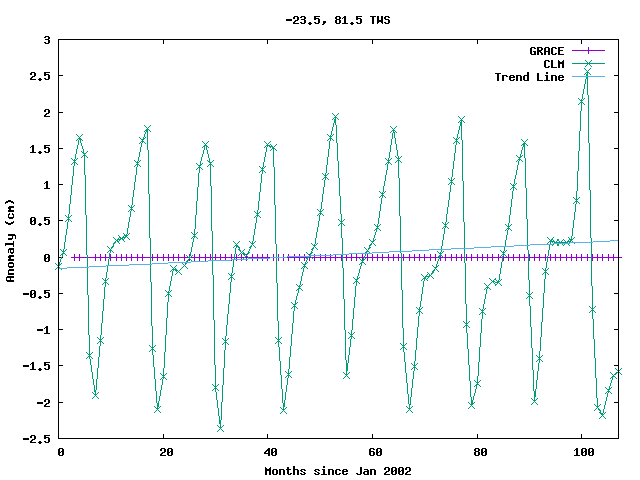 -23.5, 81.5 TWS
GRACE
CLM
Trend Line
3
2.5
2
1.5
1
0.5
0
-0.5
-1
-1.5
-2
-2.5
Anomaly (cm)
0 20 40 60 80 100
Months since Jan 2002